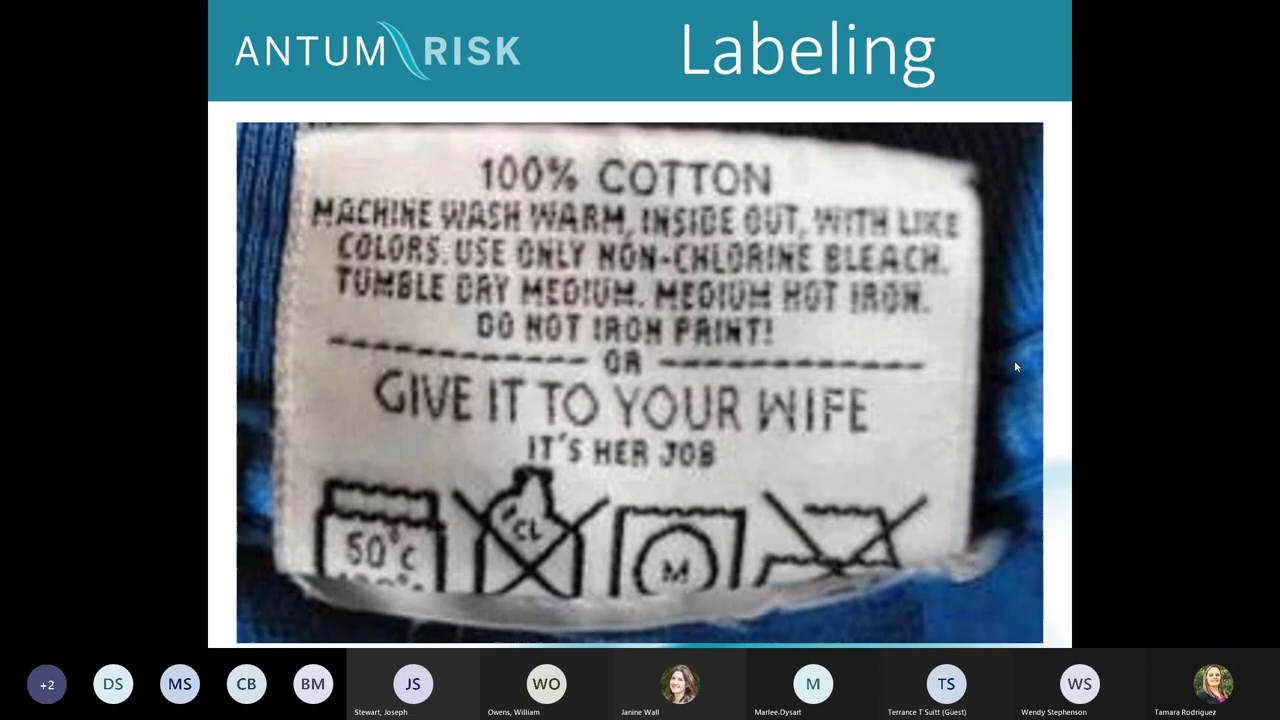 ANTUM RISK
Labeling
100% COTTON
MACHINE WASH WARM, INSIDE OUT, WITH LIKE
COLORS. USE ONLY NON-CHLORINE BLEACH.
TUMBLE DRY MEDIUM. MEDIUM HOT IRON.
DO NOT IRON PRINT!
------------ OR ------------
GIVE IT TO YOUR WIFE
IT'S HER JOB
50°C
CL
M
+2
DS
MS
CB
BM
JS
WO
M
TS
WS
Stewart, Joseph
Owens, William
Janine Wall
Marlee.Dysart
Terrance T Suitt (Guest)
Wendy Stephenson
Tamara Rodriguez